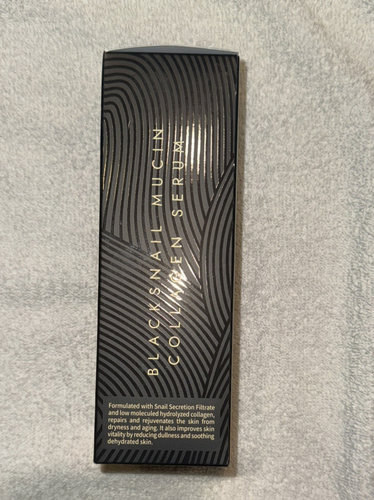 BLACKSNAIL MUCIN
COLLAGEN SERUM
Formulated with Snail Secretion Filtrate
and low moleculed hydrolyzed collagen,
repairs and rejuvenates the skin from
dryness and aging. It also improves skin
vitality by reducing dullness and soothing
dehydrated skin.